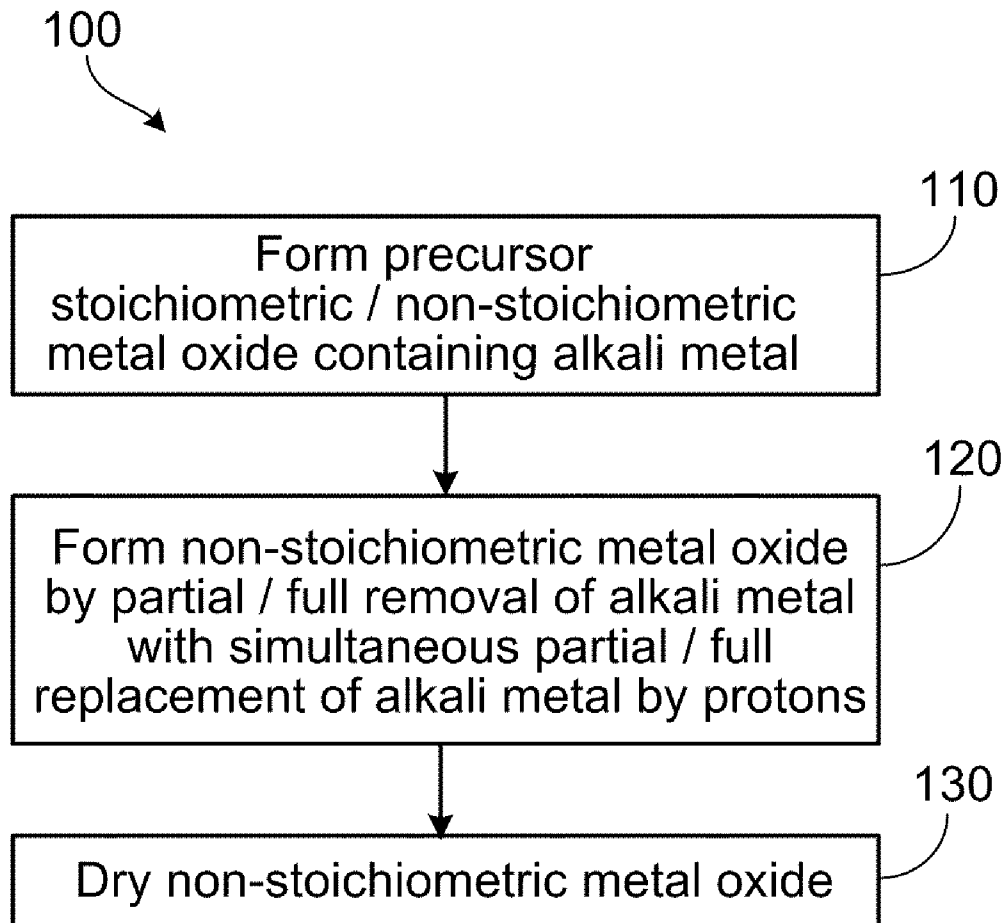 100
110
Form precursor
stoichiometric / non-stoichiometric
metal oxide containing alkali metal
120
Form non-stoichiometric metal oxide
by partial / full removal of alkali metal
with simultaneous partial / full
replacement of alkali metal by protons
130
Dry non-stoichiometric metal oxide